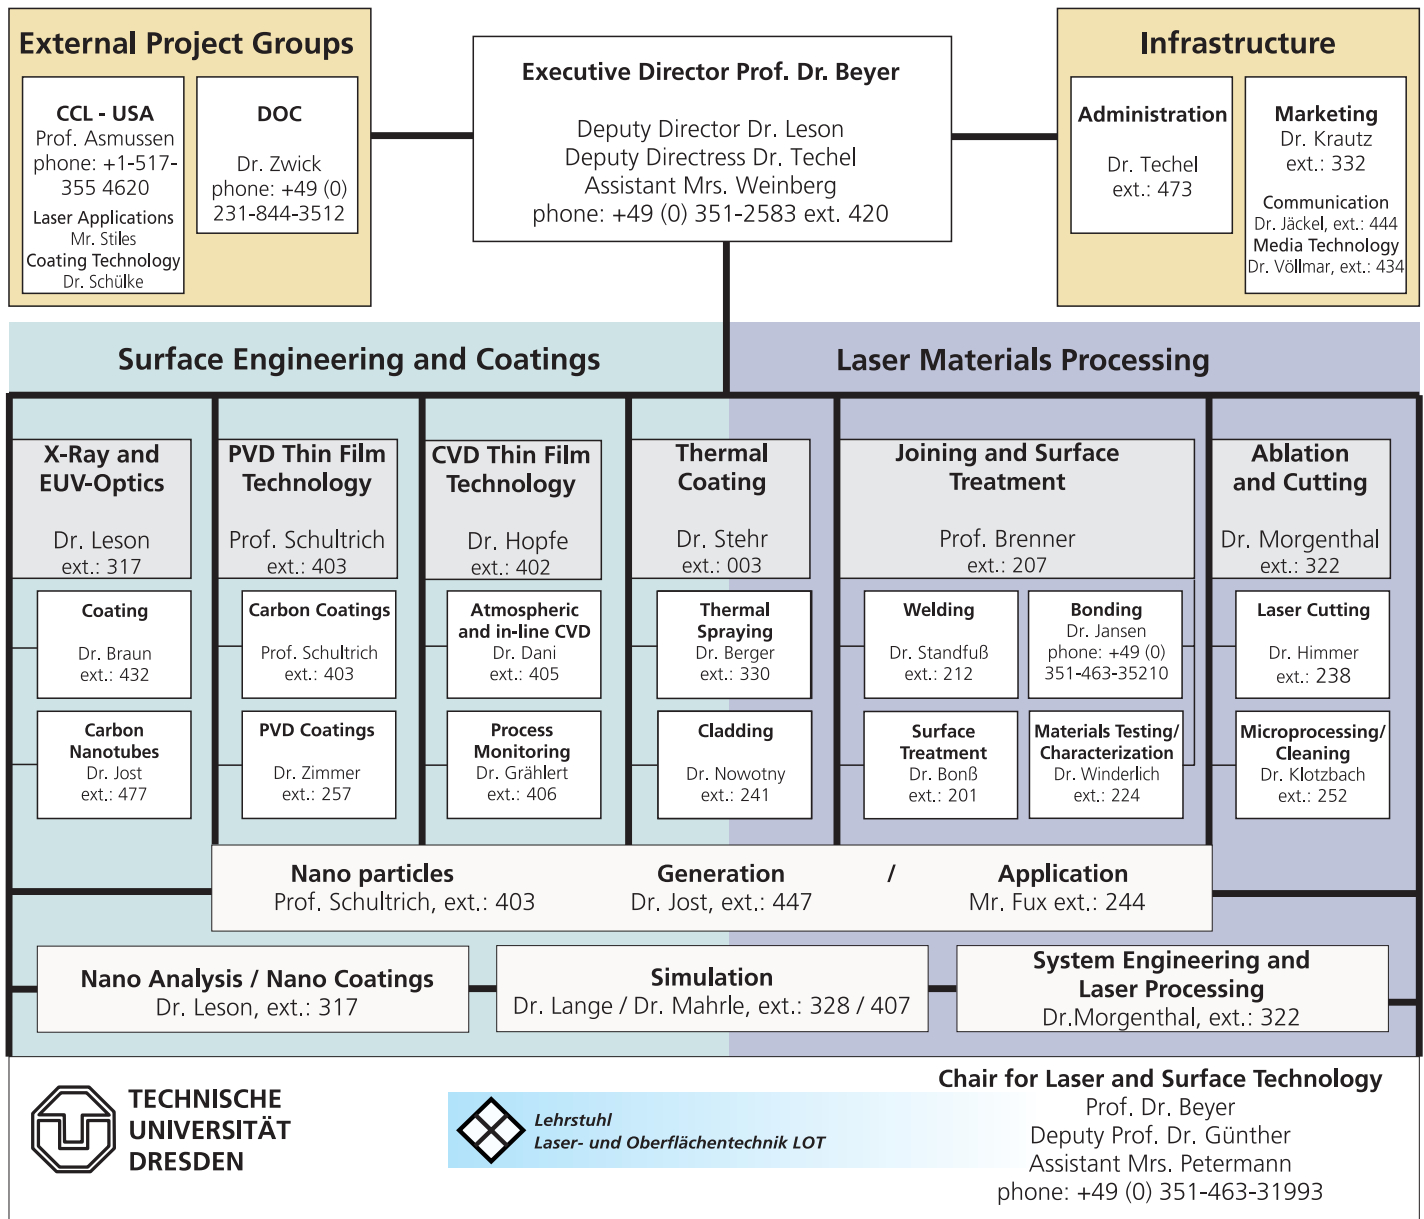 External Project Groups
CCL - USA
Prof. Asmussen
phone: +1-517-
355 4620
Laser Applications
Mr. Stiles
Coating Technology
Dr. Schülke
DOC
Dr. Zwick
phone: +49 (0)
231-844-3512
Executive Director Prof. Dr. Beyer
Deputy Director Dr. Leson
Deputy Directress Dr. Techel
Assistant Mrs. Weinberg
phone: +49 (0) 351-2583 ext. 420
Infrastructure
Administration
Dr. Techel
ext.: 473
Marketing
Dr. Krautz
ext.: 332
Communication
Dr. Jäckel, ext.: 444
Media Technology
Dr. Völlmar, ext.: 434
Surface Engineering and Coatings
Laser Materials Processing
X-Ray and
EUV-Optics
Dr. Leson
ext.: 317
PVD Thin Film
Technology
Prof. Schultrich
ext.: 403
CVD Thin Film
Technology
Dr. Hopfe
ext.: 402
Thermal
Coating
Dr. Stehr
ext.: 003
Joining and Surface
Treatment
Prof. Brenner
ext.: 207
Ablation
and Cutting
Dr. Morgenthal
ext.: 322
Coating
Dr. Braun
ext.: 432
Carbon Coatings
Prof. Schultrich
ext.: 403
Atmospheric
and in-line CVD
Dr. Dani
ext.: 405
Thermal
Spraying
Dr. Berger
ext.: 330
Welding
Dr. Standfuß
ext.: 212
Bonding
Dr. Jansen
phone: +49 (0)
351-463-35210
Laser Cutting
Dr. Himmer
ext.: 238
Carbon
Nanotubes
Dr. Jost
ext.: 477
PVD Coatings
Dr. Zimmer
ext.: 257
Process
Monitoring
Dr. Grählert
ext.: 406
Cladding
Dr. Nowotny
ext.: 241
Surface
Treatment
Dr. Bonß
ext.: 201
Materials Testing/
Characterization
Dr. Winderlich
ext.: 224
Microprocessing/
Cleaning
Dr. Klotzbach
ext.: 252
Nano particles Generation / Application
Prof. Schultrich, ext.: 403 Dr. Jost, ext.: 447 Mr. Fux ext.: 244
Nano Analysis / Nano Coatings
Dr. Leson, ext.: 317
Simulation
Dr. Lange / Dr. Mahrle, ext.: 328 / 407
System Engineering and
Laser Processing
Dr.Morgenthal, ext.: 322
TECHNISCHE
UNIVERSITÄT
DRESDEN
Lehrstuhl
Laser- und Oberflächentechnik LOT
Chair for Laser and Surface Technology
Prof. Dr. Beyer
Deputy Prof. Dr. Günther
Assistant Mrs. Petermann
phone: +49 (0) 351-463-31993